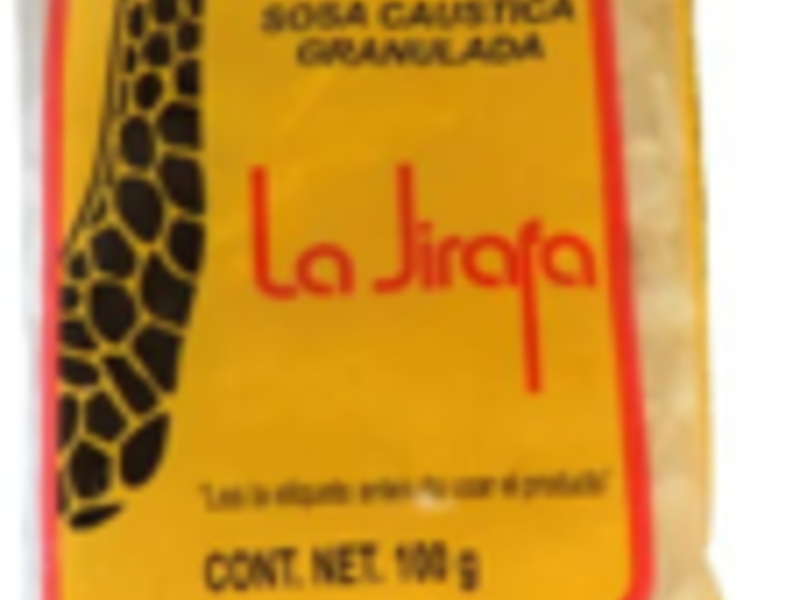 SOSA CAUSTICA
GRANULADA
La Jirafa
"Lea la etiqueta antes de usar el producto"
CONT. NET. 100 g